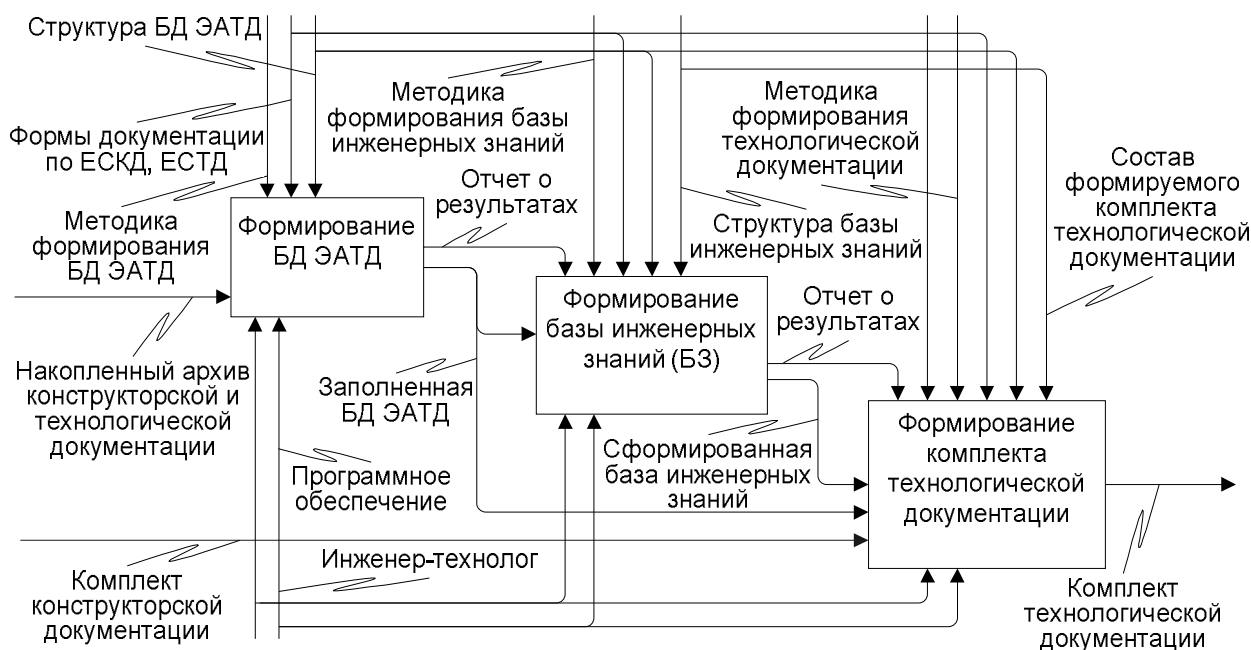 Структура БД ЭАТД
Формы документации
по ЕСКД, ЕСТД
Методика
формирования
БД ЭАТД
Накопленный архив
конструкторской и
технологической
документации
Комплект
конструкторской
документации
Формирование
БД ЭАТД
Методика
формирования базы
инженерных знаний
Отчет о
результатах
Заполненная
БД ЭАТД
Программное
обеспечение
Инженер-технолог
Формирование
базы инженерных
знаний (БЗ)
Структура базы
инженерных знаний
Методика
формирования
технологической
документации
Отчет о
результатах
Сформированная
база инженерных
знаний
Состав
формируемого
комплекта
технологической
документации
Формирование
комплекта
технологической
документации
Комплект
технологической
документации